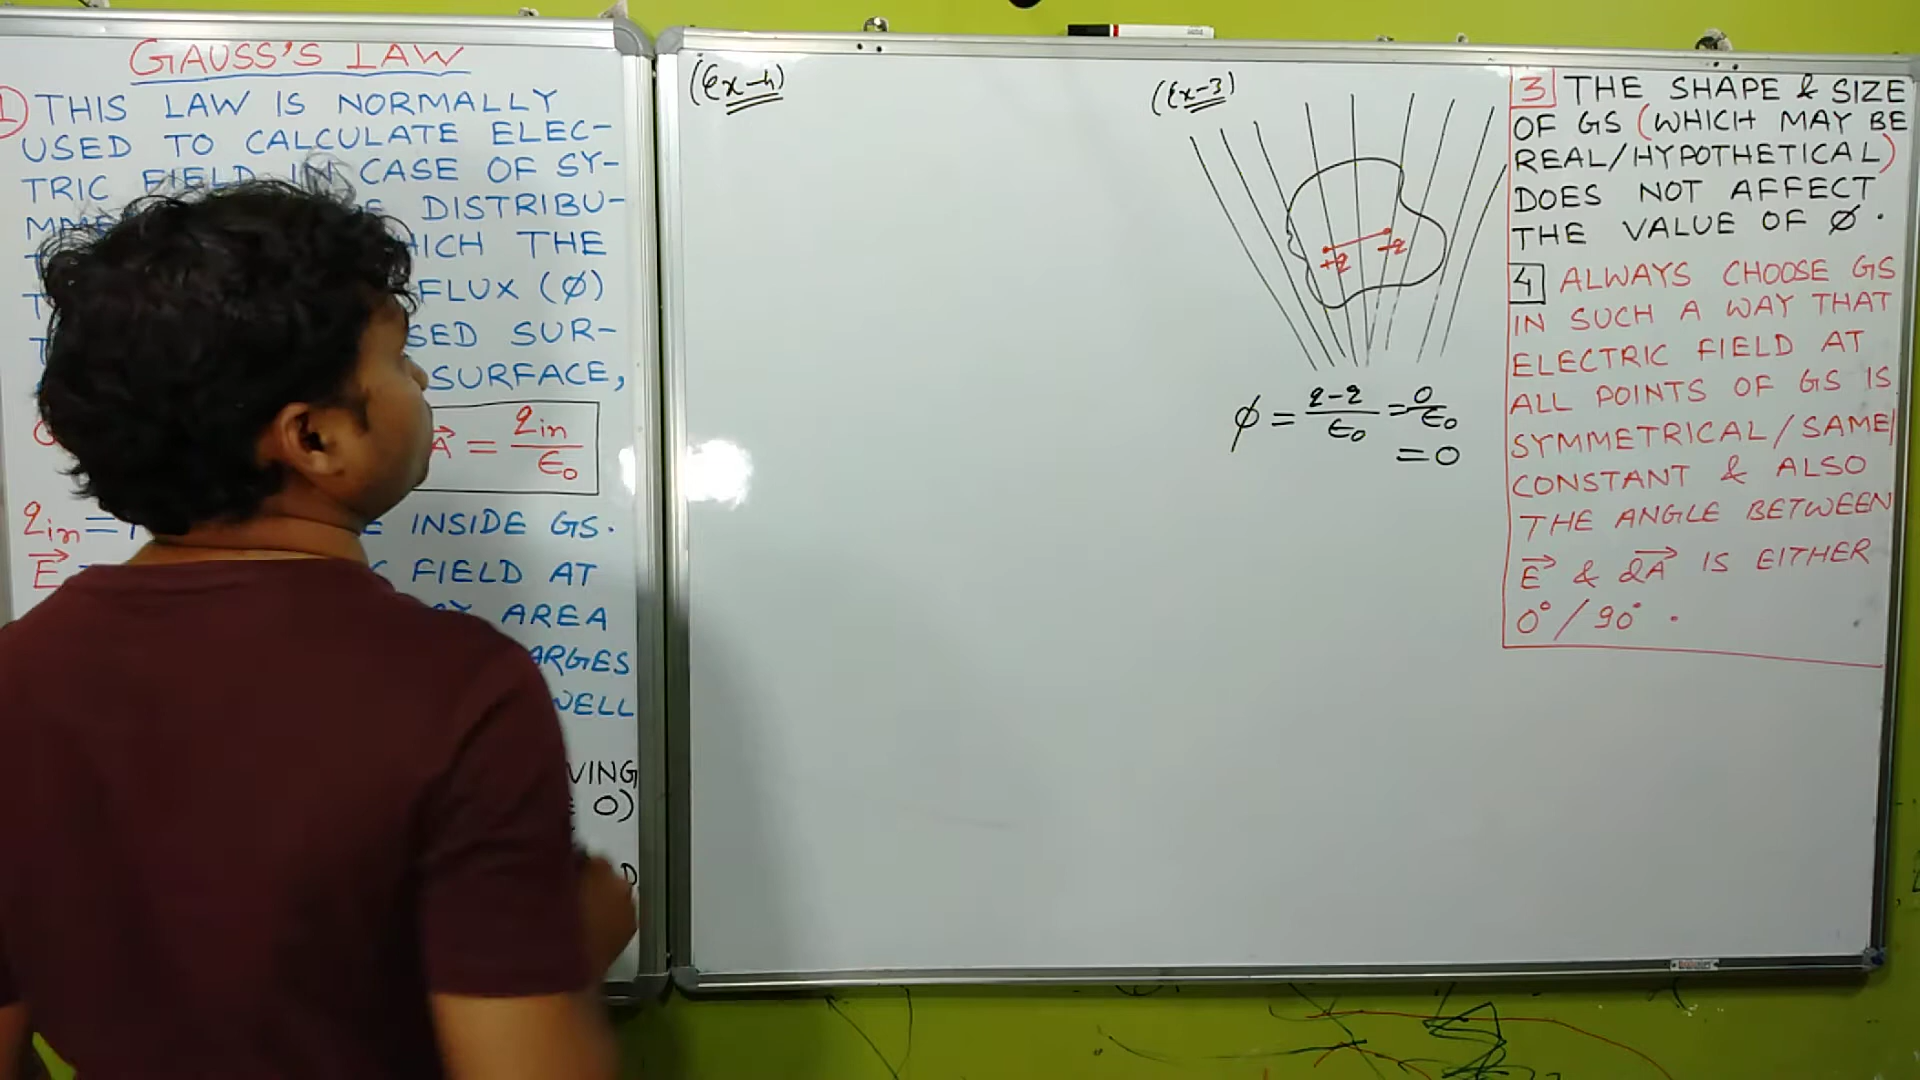 GAUSS'S LAW
1 THIS LAW IS NORMALLY
USED TO CALCULATE ELEC-
TRIC FIELD IN CASE OF SY-
DISTRIBU-
THE
FLUX (Ø)
SED SUR-
SURFACE,
A = qin/ε0
qin = INSIDE GS.
E FIELD AT
AREA
ARGES
WELL
VING
0)
(Ex-4)
(Ex-3)
+q -q
Ø = q-q/ε0 = 0/ε0
= 0
3 THE SHAPE & SIZE
OF GS (WHICH MAY BE
REAL/HYPOTHETICAL)
DOES NOT AFFECT
THE VALUE OF Ø.
4 ALWAYS CHOOSE GS
IN SUCH A WAY THAT
ELECTRIC FIELD AT
ALL POINTS OF GS IS
SYMMETRICAL/SAME/
CONSTANT & ALSO
THE ANGLE BETWEEN
E & dA IS EITHER
0°/90°.